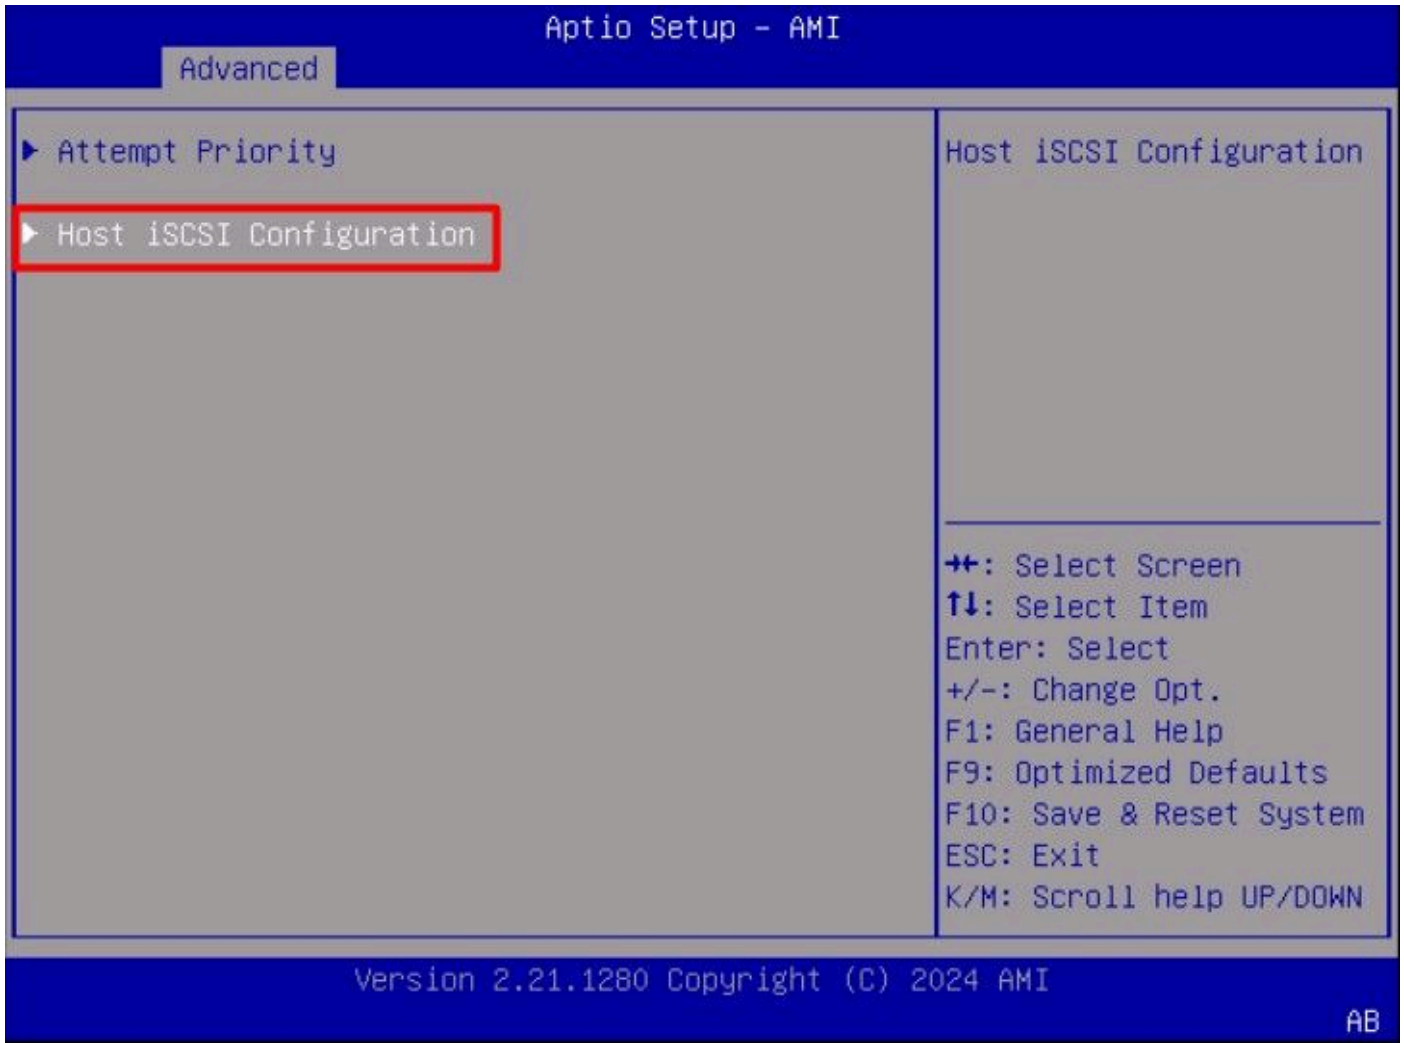 Aptio Setup – AMI
Advanced
▶ Attempt Priority
▶ Host iSCSI Configuration
Host iSCSI Configuration
→←: Select Screen
↑↓: Select Item
Enter: Select
+/-: Change Opt.
F1: General Help
F9: Optimized Defaults
F10: Save & Reset System
ESC: Exit
K/M: Scroll help UP/DOWN
Version 2.21.1280 Copyright (C) 2024 AMI
AB